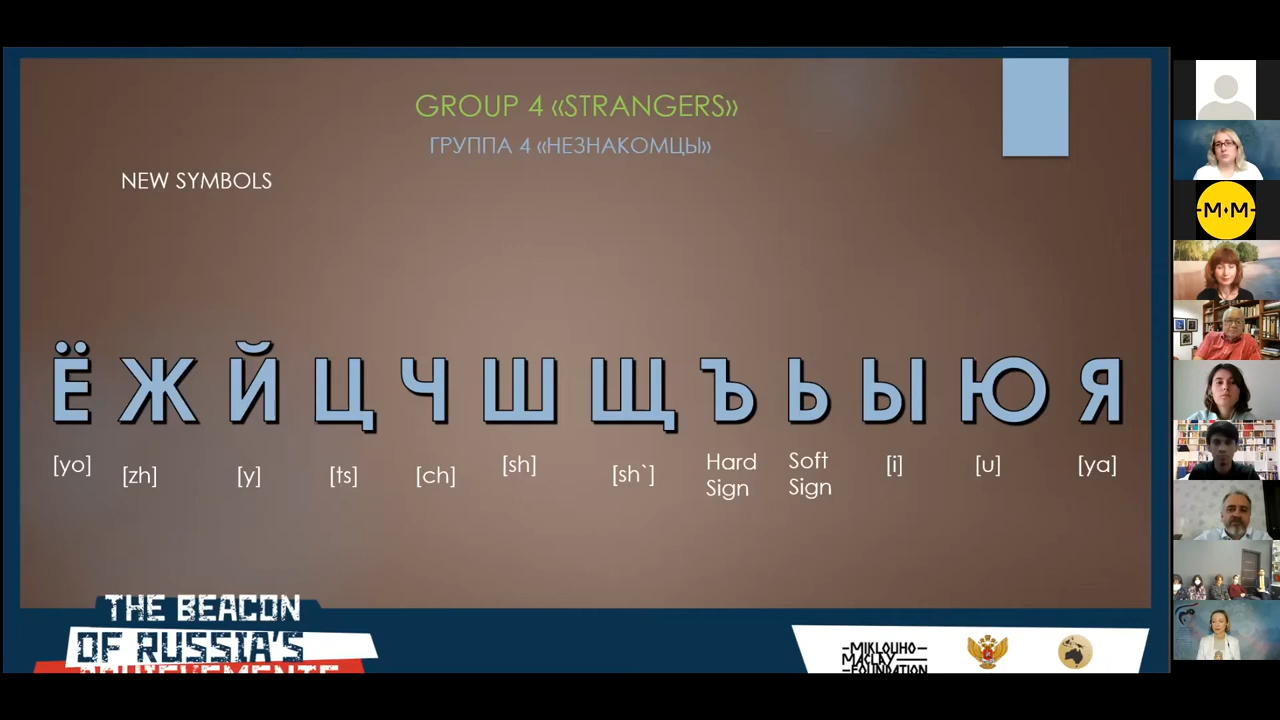 GROUP 4 «STRANGERS»
ГРУППА 4 «НЕЗНАКОМЦЫ»
NEW SYMBOLS
Ё Ж Й Ц Ч Ш Щ Ъ Ь Ы Ю Я
[yo] [zh] [y] [ts] [ch] [sh] [sh`] Hard Sign Soft Sign [i] [u] [ya]
THE BEACON
OF RUSSIA'S
ACHIEVEMENTS
-MIKLOUHO
MACLAY-
-FOUNDATION
-M·M-